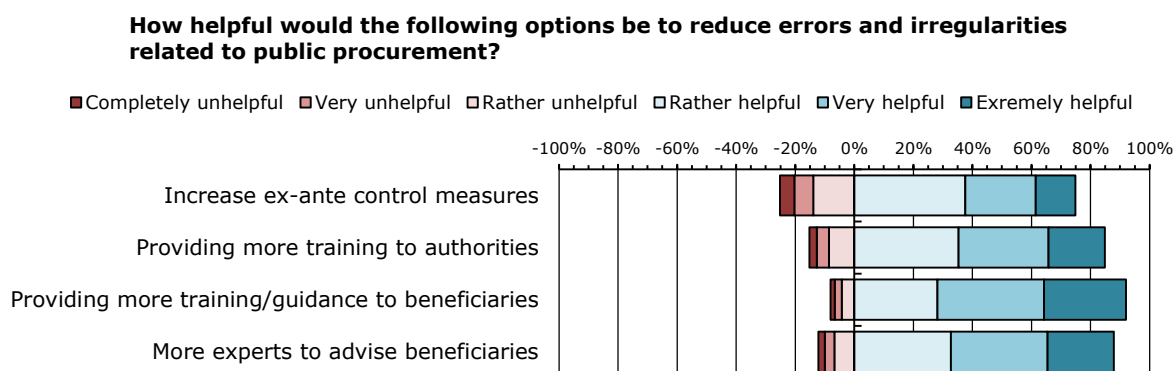 How helpful would the following options be to reduce errors and irregularities
related to public procurement?
Completely unhelpful Very unhelpful Rather unhelpful Rather helpful Very helpful Exremely helpful
-100% -80% -60% -40% -20% 0% 20% 40% 60% 80% 100%
Increase ex-ante control measures
Providing more training to authorities
Providing more training/guidance to beneficiaries
More experts to advise beneficiaries